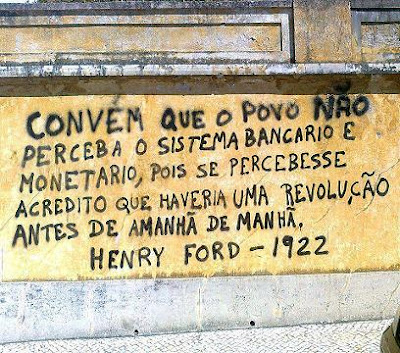 CONVÉM QUE O POVO NÃO
PERCEBA O SISTEMA BANCARIO E
MONETARIO, POIS SE PERCEBESSE
ACREDITO QUE HAVERIA UMA REVOLUÇÃO
ANTES DE AMANHÃ DE MANHÃ.
HENRY FORD - 1922